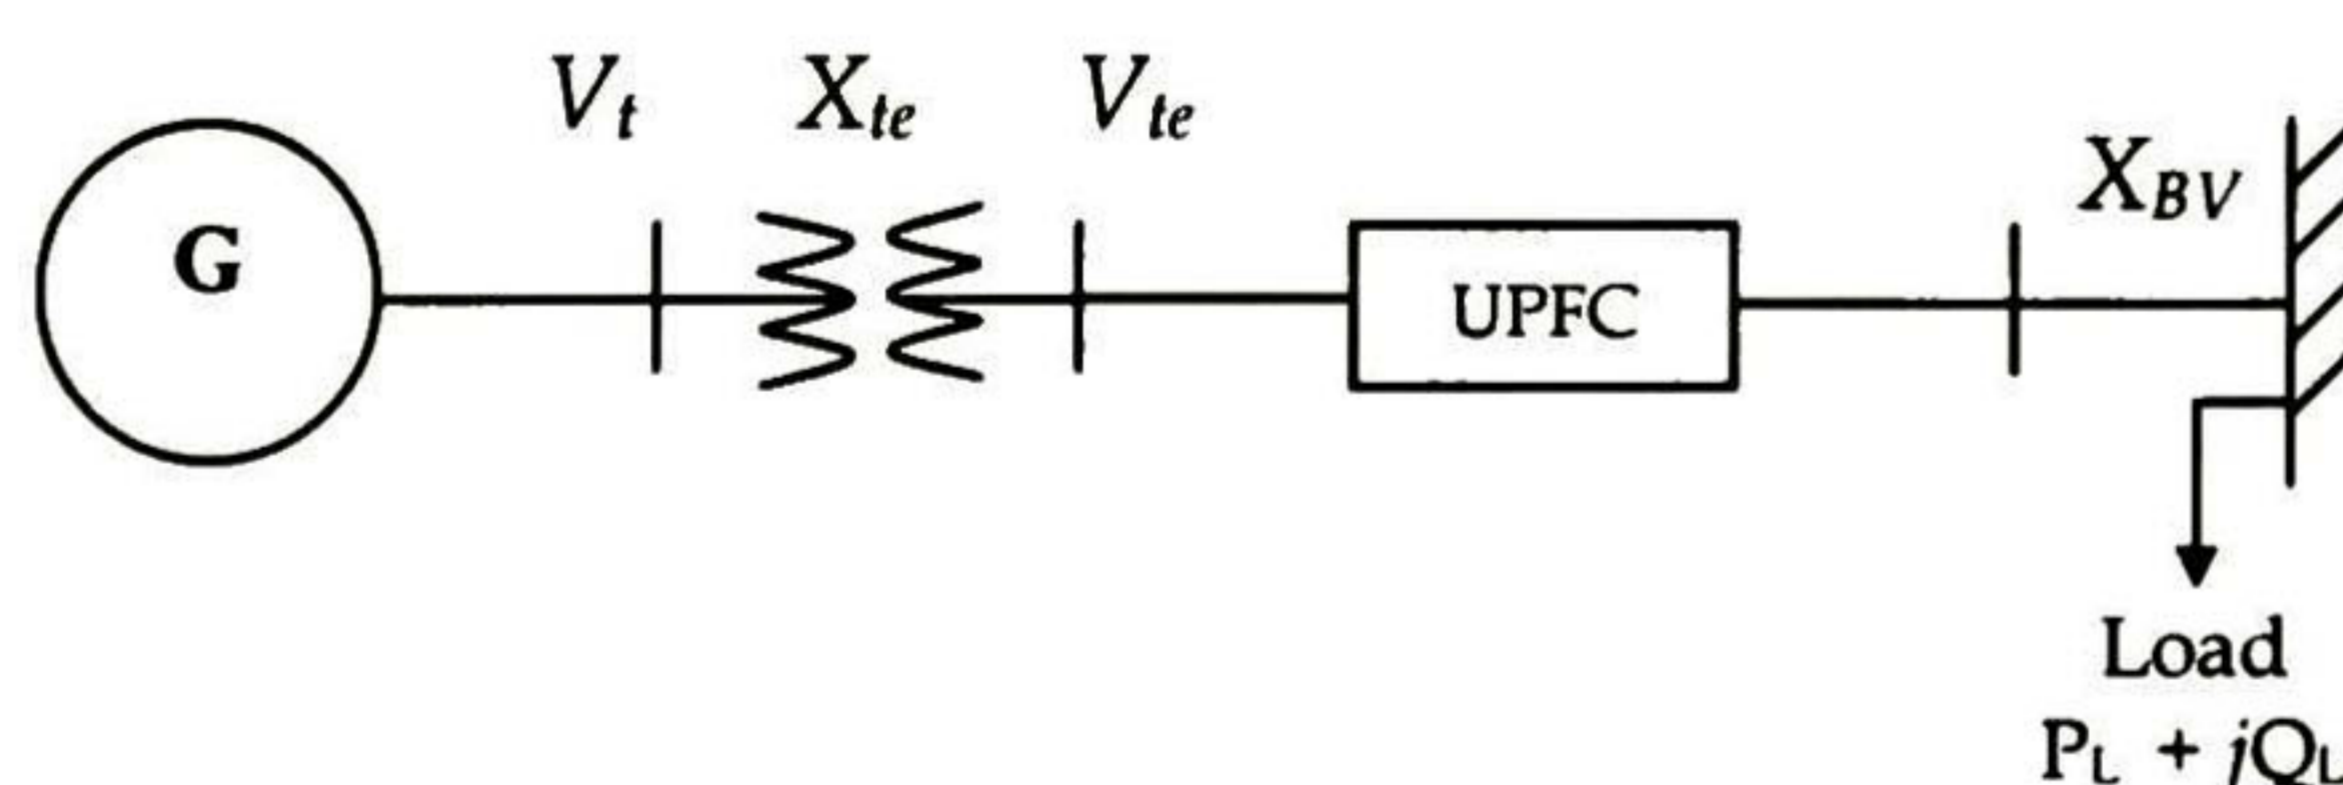 V_t X_te V_te
X_BV
G
UPFC
Load
P_L + jQ_L